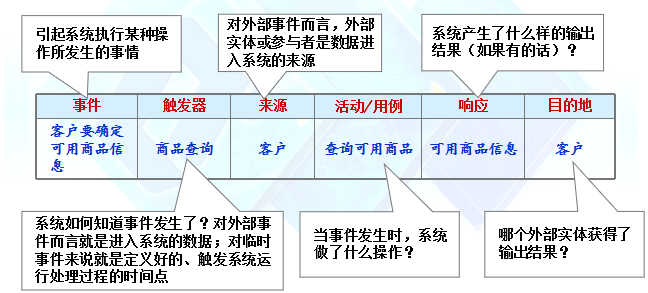 引起系统执行某种操
作所发生的事情
对外部事件而言，外部
实体或参与者是数据进
入系统的来源
系统产生了什么样的输出
结果（如果有的话）？
事件 触发器 来源 活动/用例 响应 目的地
客户要确定
可用商品信
息
商品查询 客户 查询可用商品 可用商品信息 客户
系统如何知道事件发生了？对外部事
件而言就是进入系统的数据；对临时
事件来说就是定义好的、触发系统运
行处理过程的时间点
当事件发生时，系统
做了什么操作？
哪个外部实体获得了
输出结果？